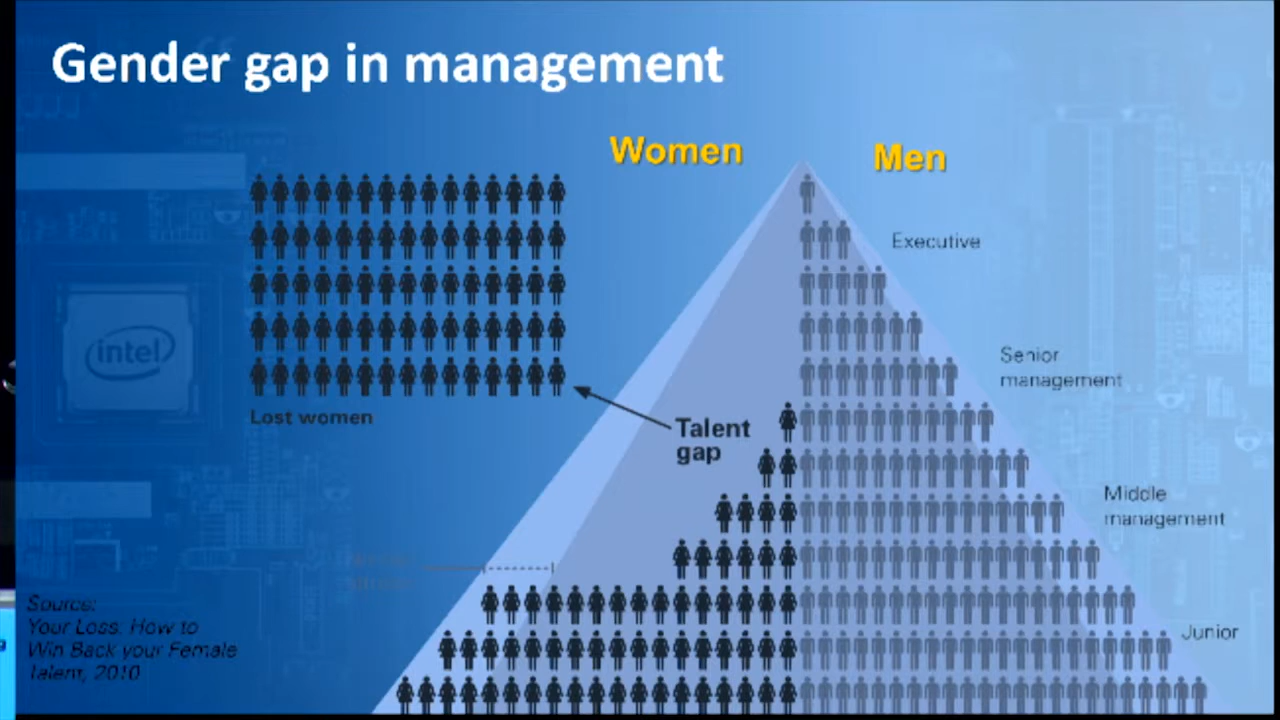 Gender gap in management
Women
Men
Executive
Senior
management
Lost women
Talent
gap
Middle
management
Junior
intel
Source:
Your Loss: How to
Win Back your Female
Talent, 2010